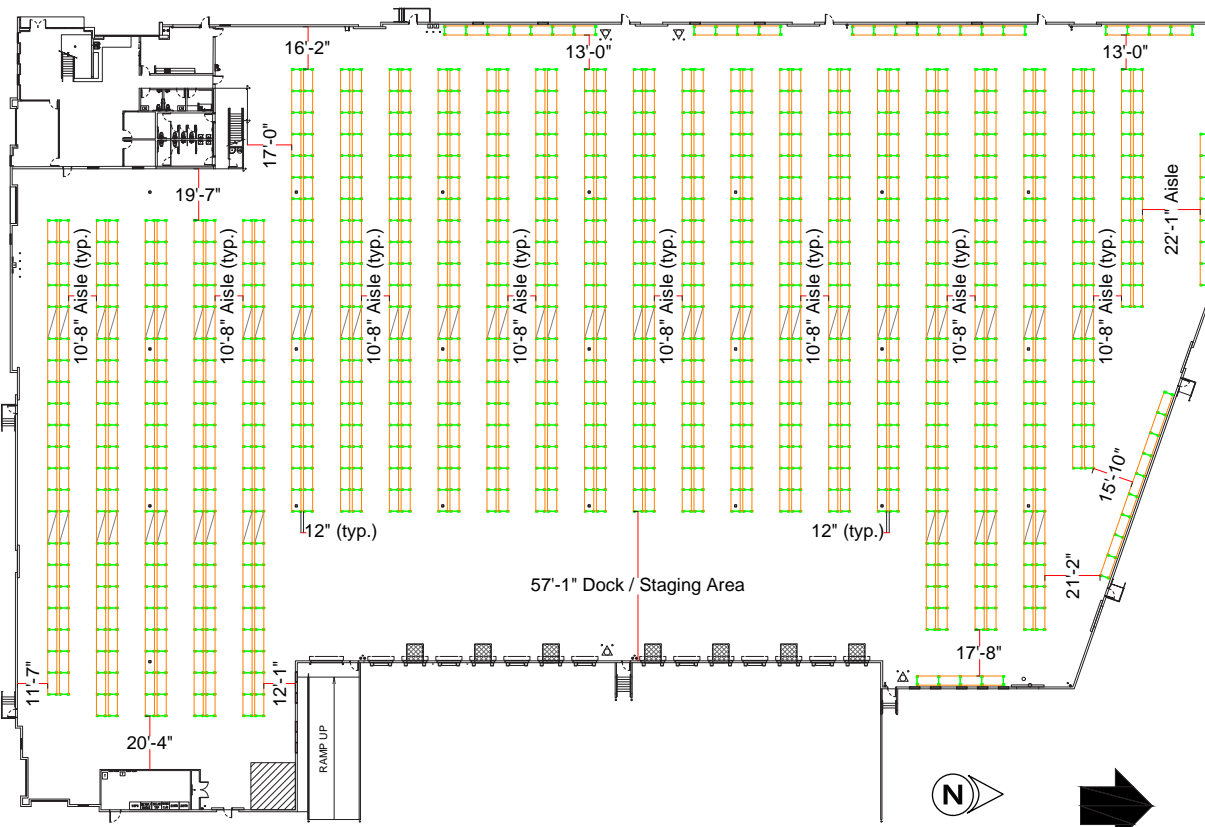 16'-2"
13'-0"
13'-0"
17'-0"
19'-7"
22'-1" Aisle
10'-8" Aisle (typ.)
10'-8" Aisle (typ.)
10'-8" Aisle (typ.)
10'-8" Aisle (typ.)
10'-8" Aisle (typ.)
10'-8" Aisle (typ.)
10'-8" Aisle (typ.)
10'-8" Aisle (typ.)
15'-10"
12" (typ.)
12" (typ.)
57'-1" Dock / Staging Area
21'-2"
17'-8"
11'-7"
12'-1"
20'-4"
RAMP UP
N